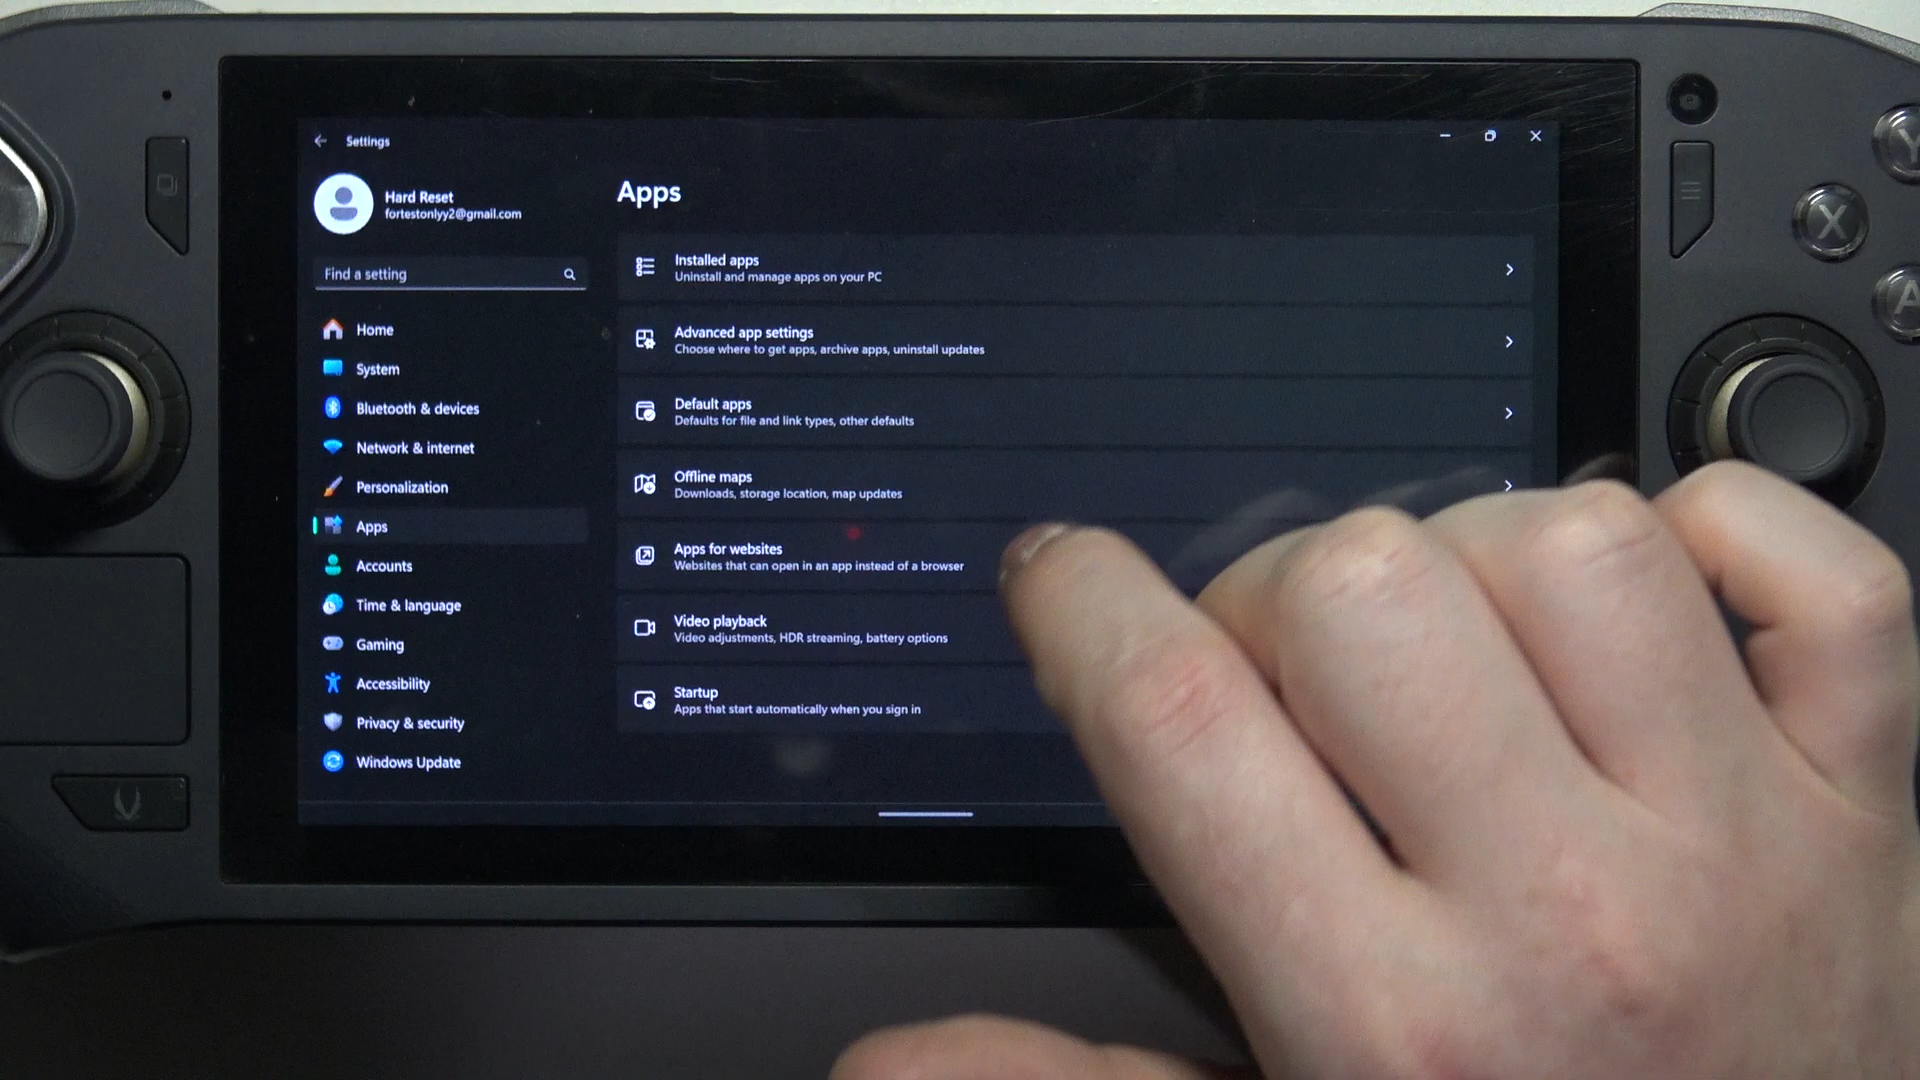 Settings
Hard Reset
fortestonlyy2@gmail.com
Find a setting
Home
System
Bluetooth & devices
Network & internet
Personalization
Apps
Accounts
Time & language
Gaming
Accessibility
Privacy & security
Windows Update
Apps
Installed apps
Uninstall and manage apps on your PC
Advanced app settings
Choose where to get apps, archive apps, uninstall updates
Default apps
Defaults for file and link types, other defaults
Offline maps
Downloads, storage location, map updates
Apps for websites
Websites that can open in an app instead of a browser
Video playback
Video adjustments, HDR streaming, battery options
Startup
Apps that start automatically when you sign in
Y
X
A